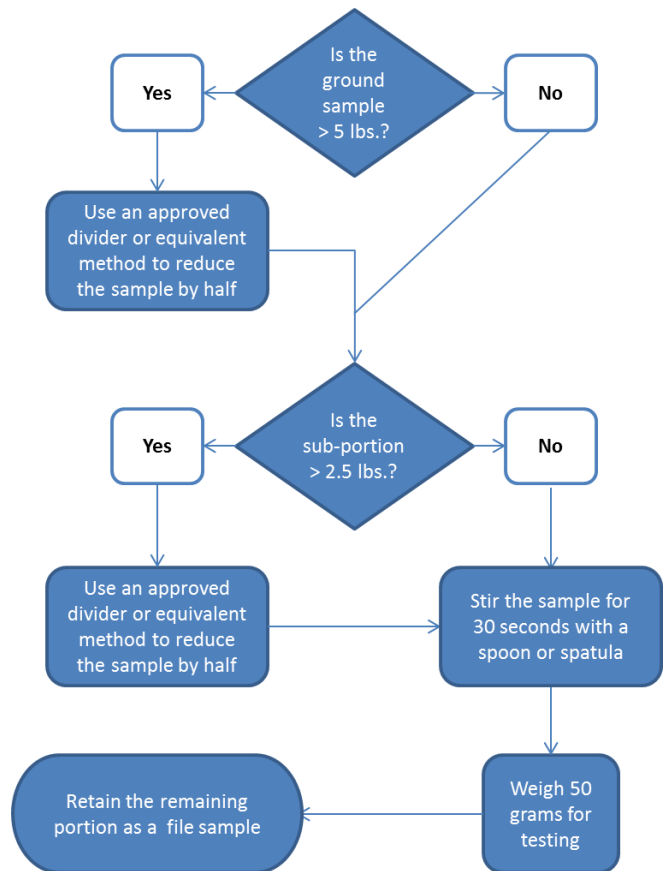 Is the
ground
sample
> 5 lbs.?
Yes
No
Use an approved
divider or equivalent
method to reduce
the sample by half
Is the
sub-portion
> 2.5 lbs.?
Yes
No
Use an approved
divider or equivalent
method to reduce
the sample by half
Stir the sample for
30 seconds with a
spoon or spatula
Weigh 50
grams for
testing
Retain the remaining
portion as a file sample